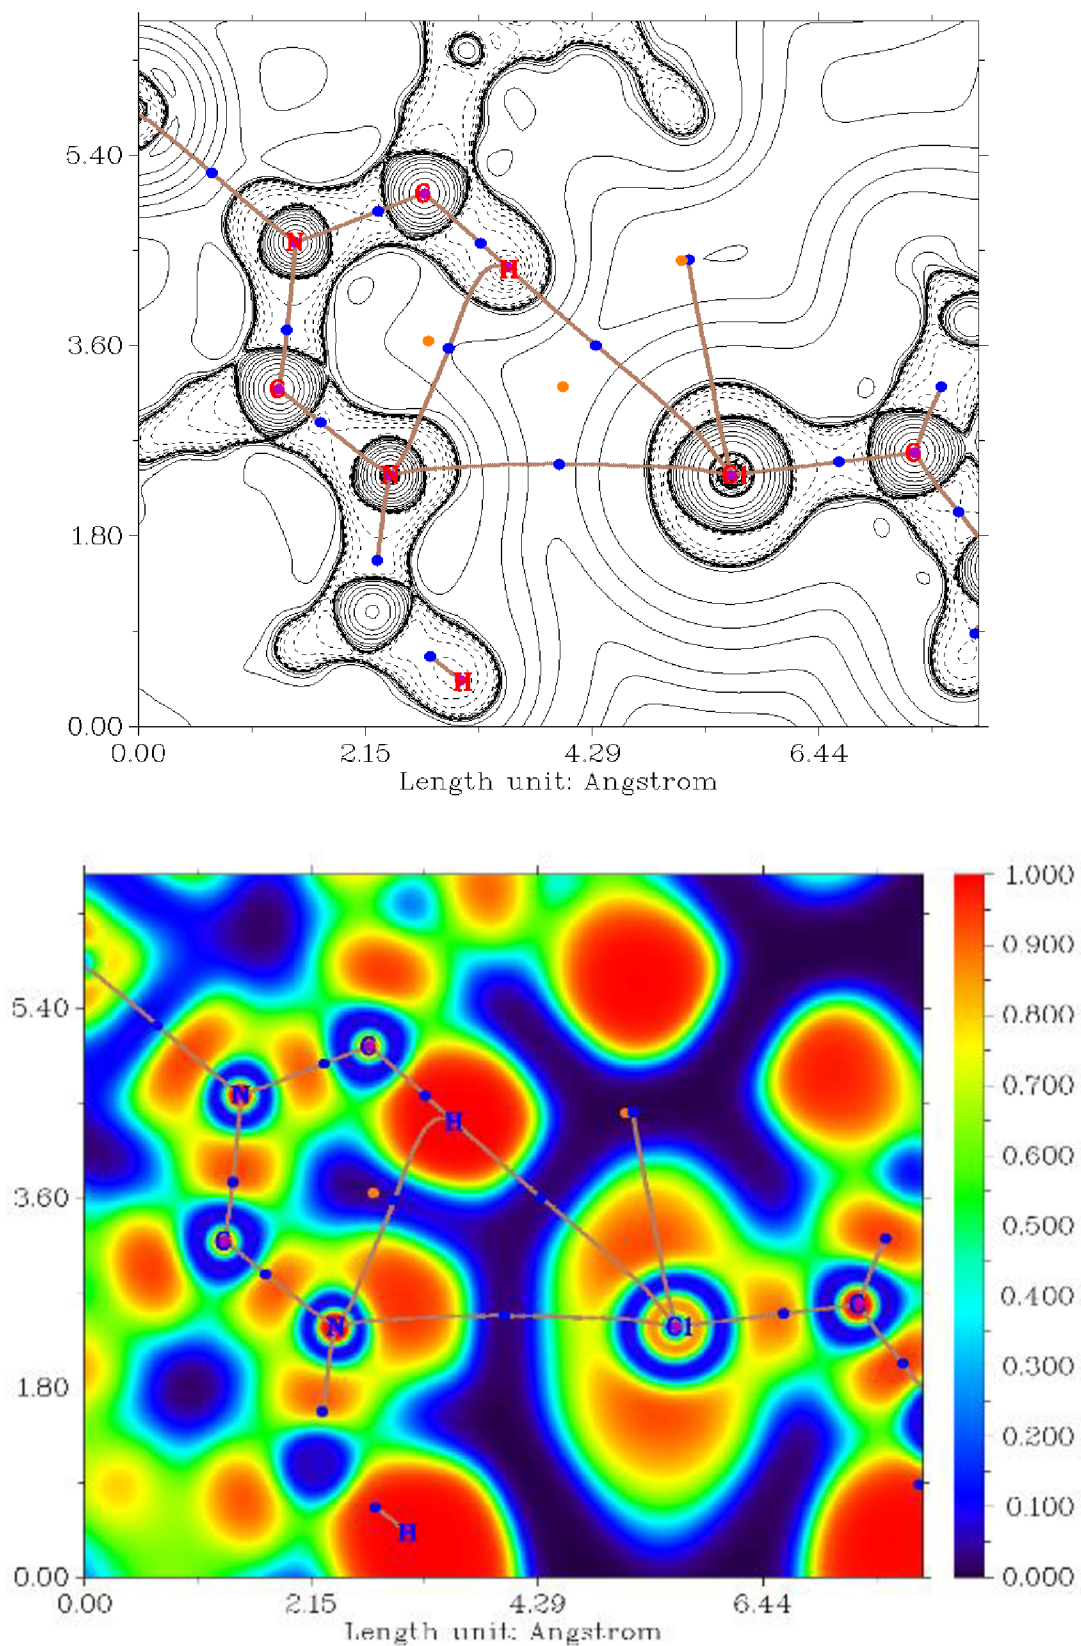 5.40
C
N
H
3.60
C
C
N
Cl
1.80
H
0.00
0.00 2.15 4.29 6.44
Length unit: Angstrom
1.000
0.900
5.40
C
0.800
N
H
0.700
3.60
0.600
C
0.500
C
N
Cl
0.400
1.80
0.300
0.200
H
0.100
0.00
0.000
0.00 2.15 4.29 6.44
Length unit: Angstrom